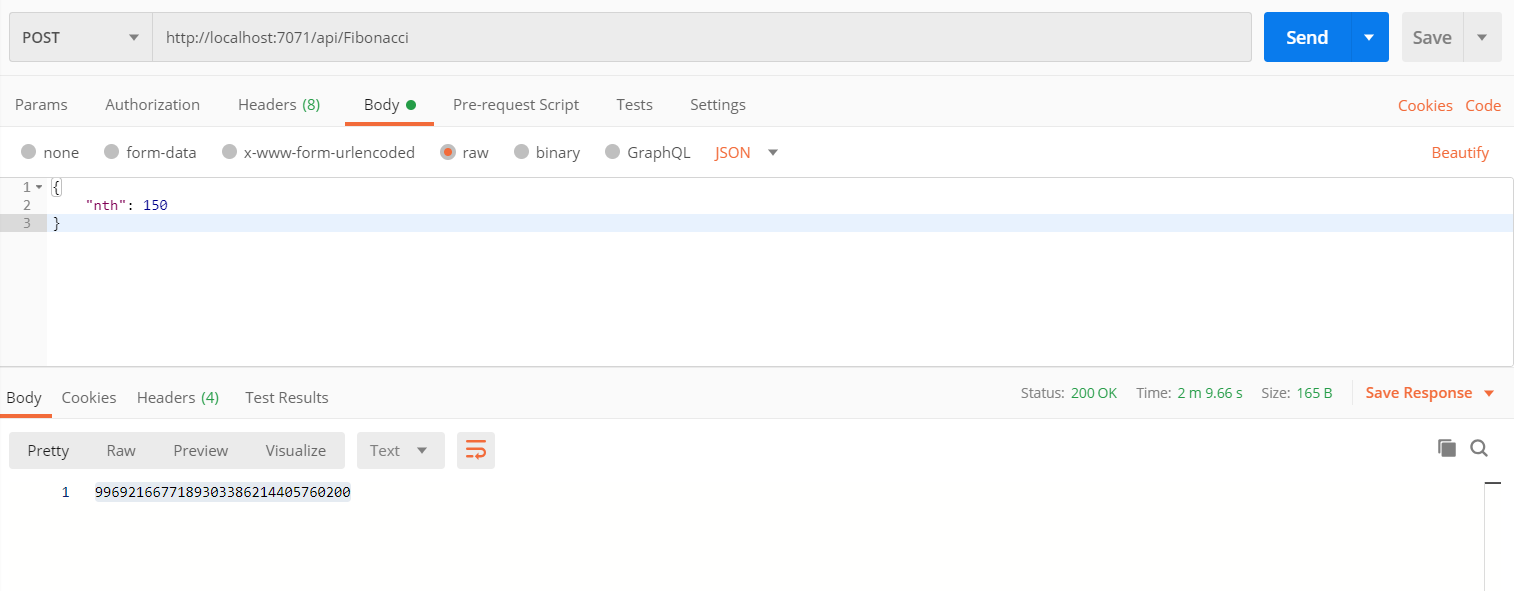 POST http://localhost:7071/api/Fibonacci Send Save
Params Authorization Headers (8) Body Pre-request Script Tests Settings Cookies Code
none form-data x-www-form-urlencoded raw binary GraphQL JSON Beautify
1 {
2 "nth": 150
3 }
Body Cookies Headers (4) Test Results Status: 200 OK Time: 2 m 9.66 s Size: 165 B Save Response
Pretty Raw Preview Visualize Text
1 9969216677189303386214405760200